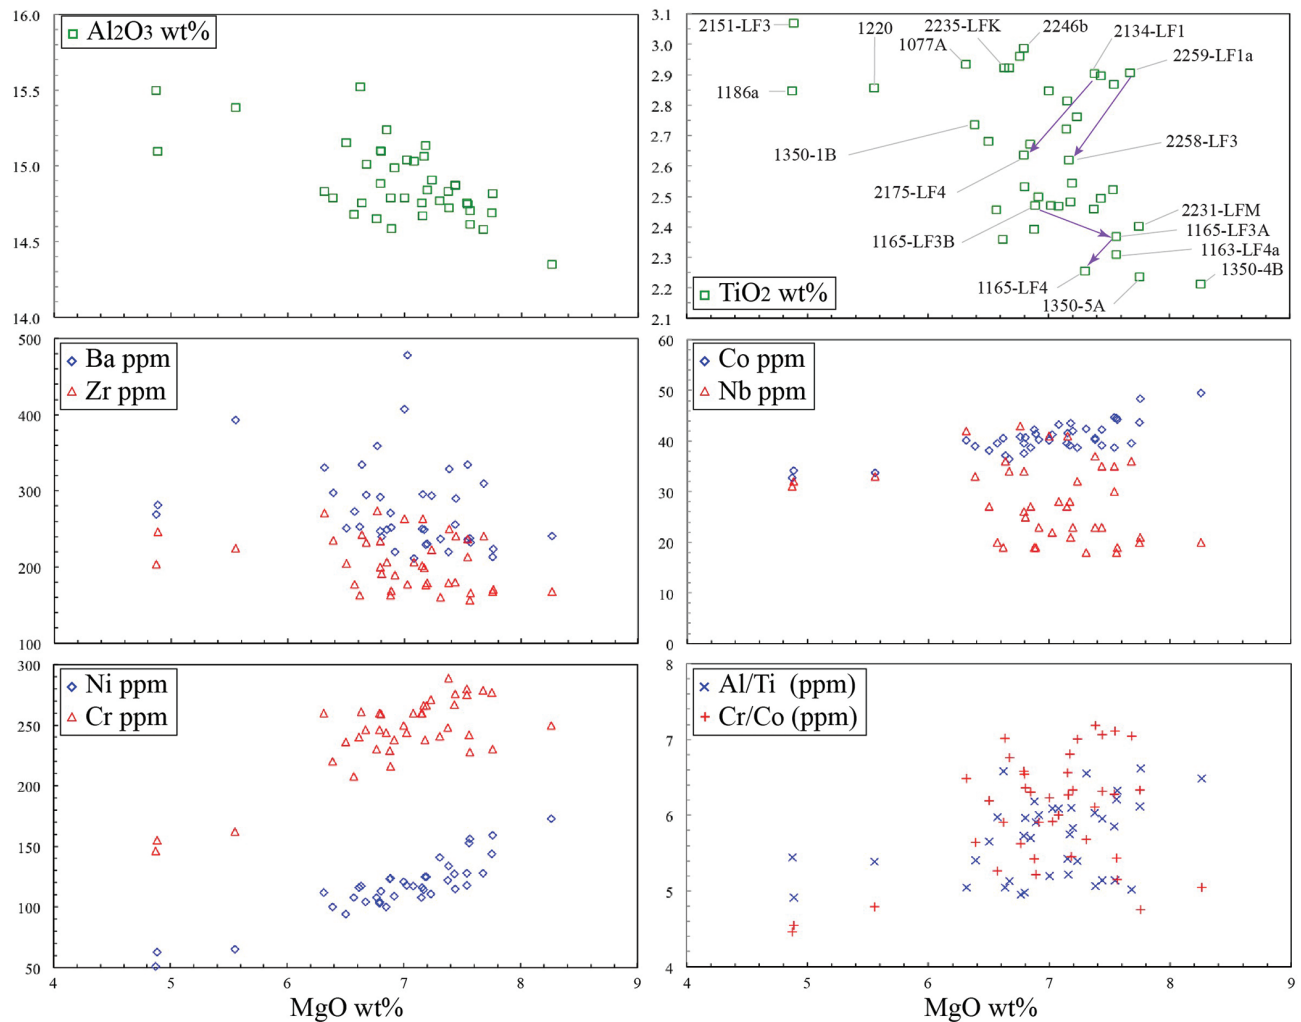 Al2O3 wt%
16.0
15.5
15.0
14.5
14.0
TiO2 wt%
3.1
3.0
2.9
2.8
2.7
2.6
2.5
2.4
2.3
2.2
2.1
2151-LF3
1220
2235-LFK
2246b
2134-LF1
1077A
2259-LF1a
1186a
1350-1B
2258-LF3
2175-LF4
2231-LFM
1165-LF3B
1165-LF3A
1163-LF4a
1350-4B
1165-LF4
1350-5A
Ba ppm
Zr ppm
500
400
300
200
100
Co ppm
Nb ppm
60
50
40
30
20
10
0
Ni ppm
Cr ppm
300
250
200
150
100
50
4 5 6 7 8 9
MgO wt%
Al/Ti (ppm)
Cr/Co (ppm)
8
7
6
5
4
4 5 6 7 8 9
MgO wt%